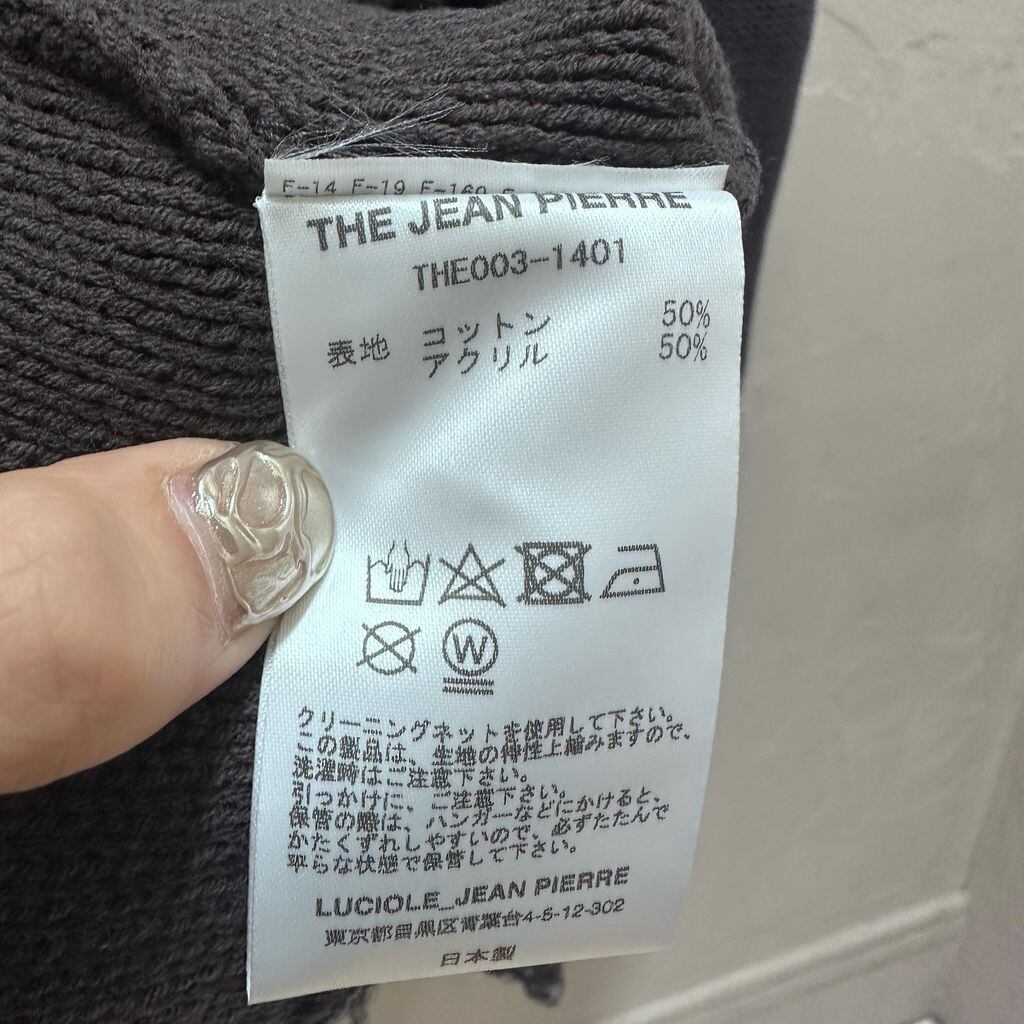 F-14 F-19 F-160
THE JEAN PIERRE
THE003-1401
表地 コットン 50%
アクリル 50%
W
クリーニングネットを使用して下さい。
この製品は、生地の特性上縮みますので、
洗濯時はご注意下さい。
引っかけに、ご注意下さい。
保管の際は、ハンガーなどにかけると、
かたくずれしやすいので、必ずたたんで
平らな状態で保管して下さい。
LUCIOLE_JEAN PIERRE
東京都目黒区青葉台4-5-12-302
日本製